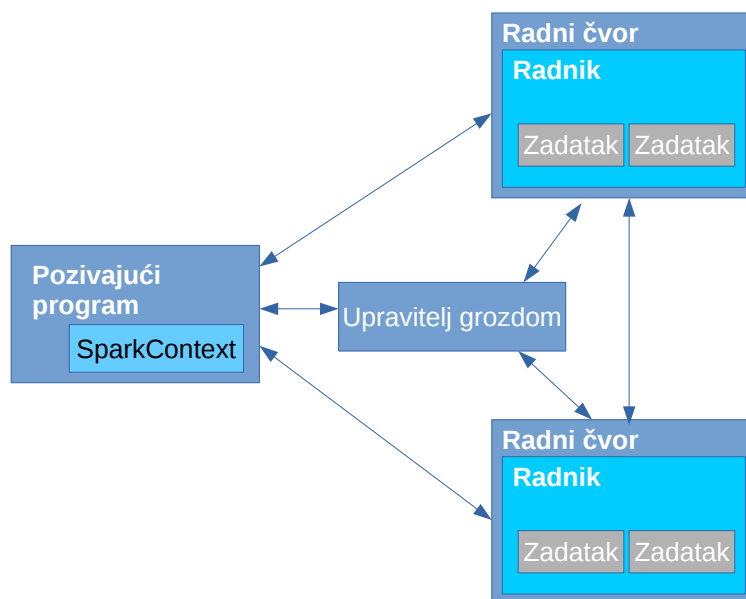 Radni čvor
Radnik
Zadatak Zadatak
Pozivajući
program
SparkContext
Upravitelj grozdom
Radni čvor
Radnik
Zadatak Zadatak